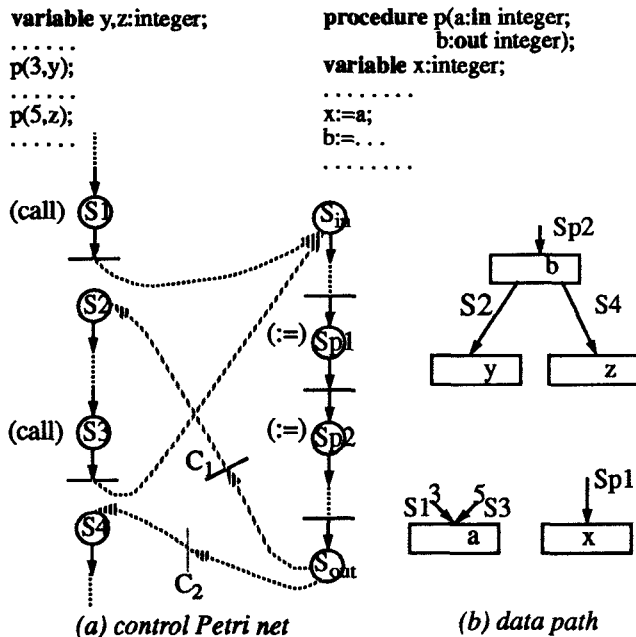 variable y,z:integer;
......
p(3,y);
......
p(5,z);
......
procedure p(a:in integer;
b:out integer);
variable x:integer;
........
x:=a;
b:=...
........
(call) S1
S2
(call) S3
S4
C1
C2
Sin
(:=) Sp1
(:=) Sp2
Sout
(a) control Petri net
Sp2
b
S2 S4
y z
S1 3 5 S3
a
Sp1
x
(b) data path